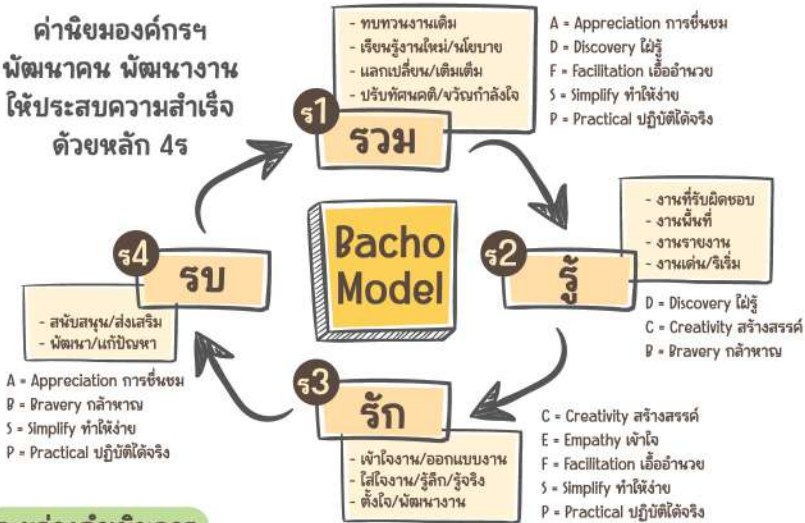 ค่านิยมองค์กรฯ
พัฒนาคน พัฒนางาน
ให้ประสบความสำเร็จ
ด้วยหลัก 4ร
ร1
รวม
- ทบทวนงานเดิม
- เรียนรู้งานใหม่/นโยบาย
- แลกเปลี่ยน/เติมเต็ม
- ปรับทัศนคติ/ขวัญกำลังใจ
A = Appreciation การชื่นชม
D = Discovery ใฝ่รู้
F = Facilitation เอื้ออำนวย
S = Simplify ทำให้ง่าย
P = Practical ปฏิบัติได้จริง
Bacho
Model
ร2
รู้
- งานที่รับผิดชอบ
- งานพื้นที่
- งานรายงาน
- งานเด่น/ริเริ่ม
D = Discovery ใฝ่รู้
C = Creativity สร้างสรรค์
B = Bravery กล้าหาญ
ร3
รัก
- เข้าใจงาน/ออกแบบงาน
- ใส่ใจงาน/รู้ลึก/รู้จริง
- ตั้งใจ/พัฒนางาน
C = Creativity สร้างสรรค์
E = Empathy เข้าใจ
F = Facilitation เอื้ออำนวย
S = Simplify ทำให้ง่าย
P = Practical ปฏิบัติได้จริง
ร4
รบ
- สนับสนุน/ส่งเสริม
- พัฒนา/แก้ปัญหา
A = Appreciation การชื่นชม
B = Bravery กล้าหาญ
S = Simplify ทำให้ง่าย
P = Practical ปฏิบัติได้จริง